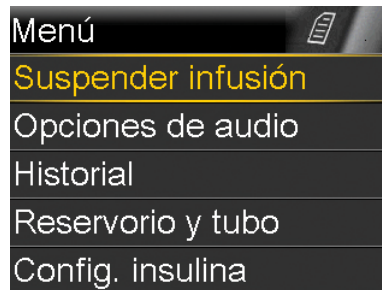 Menú
Suspender infusión
Opciones de audio
Historial
Reservorio y tubo
Config. insulina